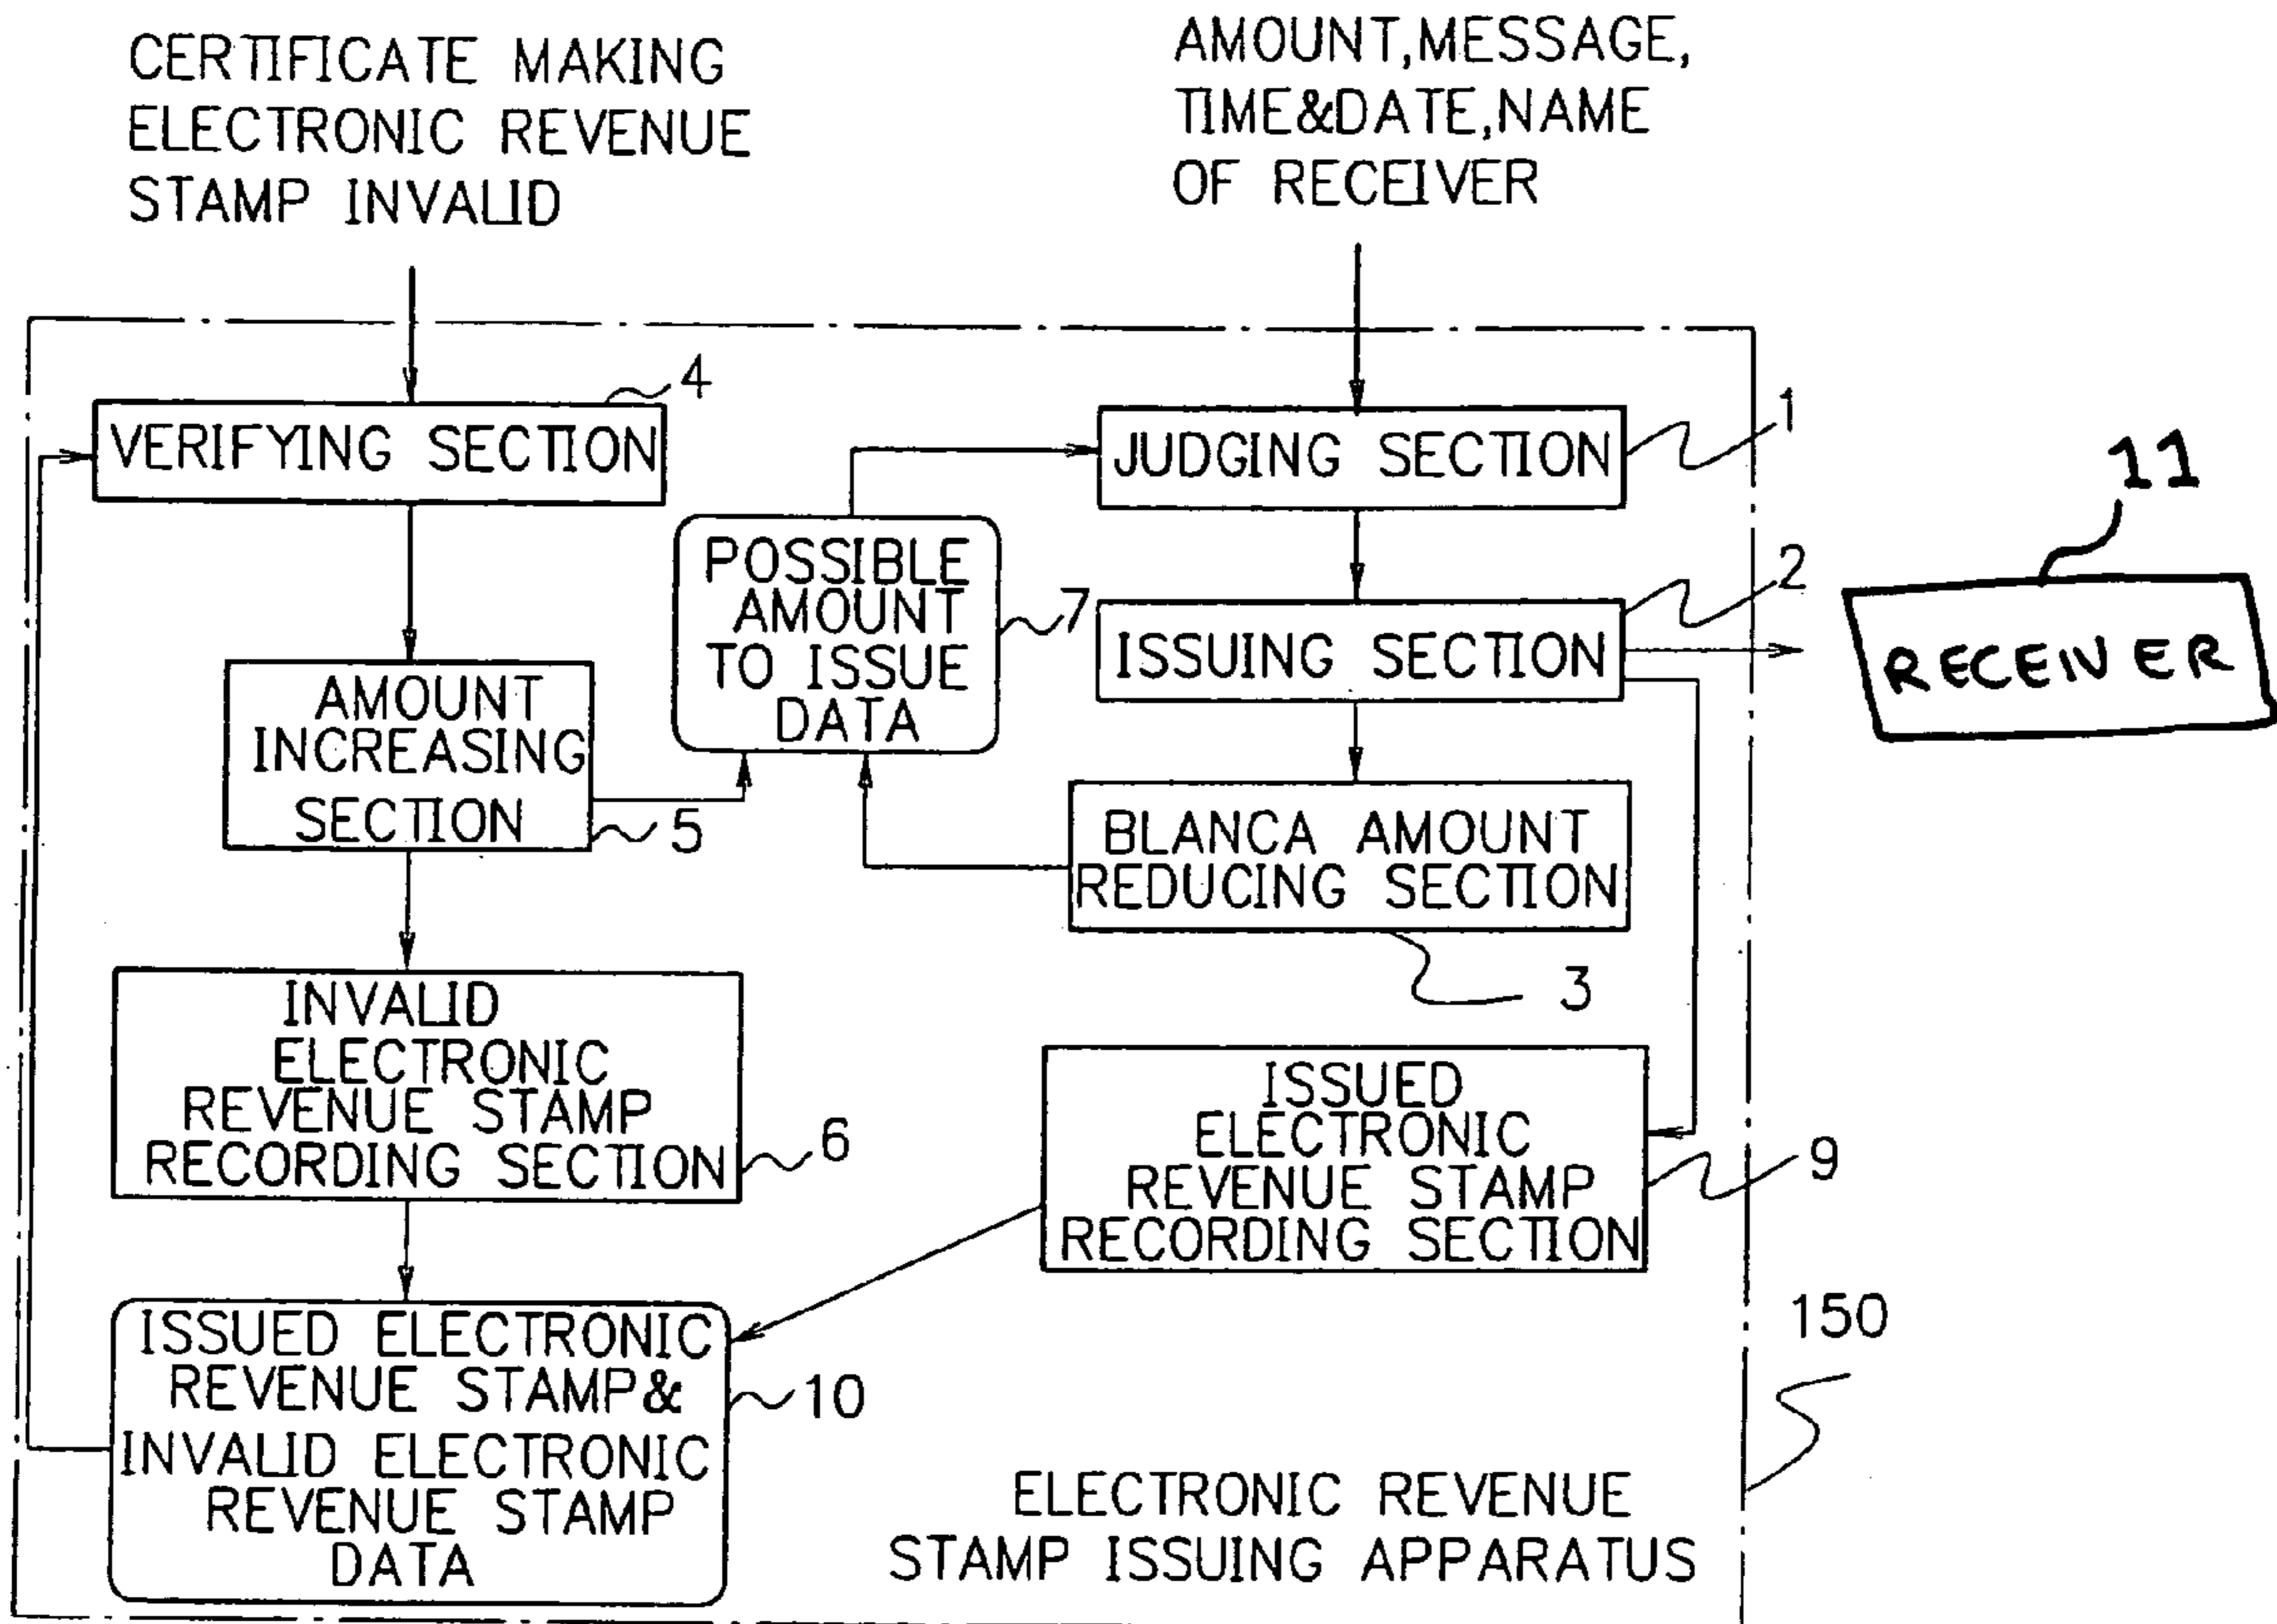 CERTIFICATE MAKING
ELECTRONIC REVENUE
STAMP INVALID
AMOUNT,MESSAGE,
TIME&DATE,NAME
OF RECEIVER
4
VERIFYING SECTION
1
JUDGING SECTION
11
RECEIVER
POSSIBLE
AMOUNT
TO ISSUE
DATA
7
2
ISSUING SECTION
AMOUNT
INCREASING
SECTION
5
BLANCA AMOUNT
REDUCING SECTION
3
INVALID
ELECTRONIC
REVENUE STAMP
RECORDING SECTION
6
ISSUED
ELECTRONIC
REVENUE STAMP
RECORDING SECTION
9
ISSUED ELECTRONIC
REVENUE STAMP&
INVALID ELECTRONIC
REVENUE STAMP
DATA
10
150
ELECTRONIC REVENUE
STAMP ISSUING APPARATUS